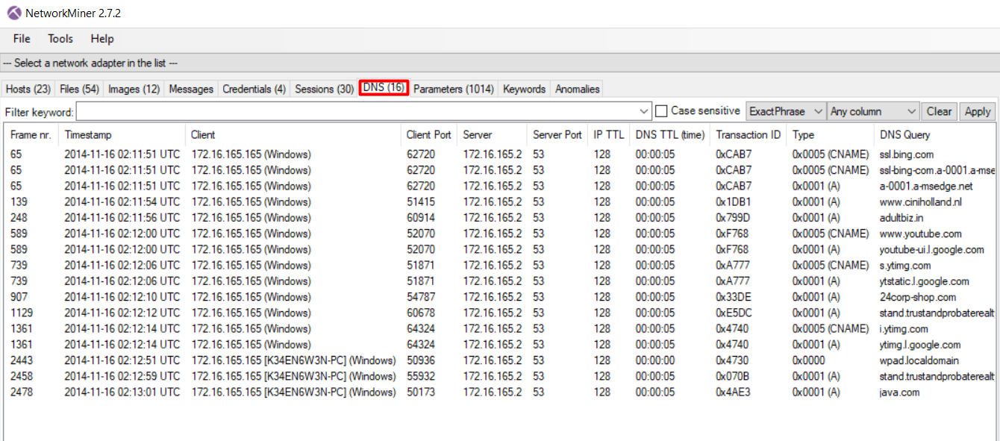 NetworkMiner 2.7.2
File Tools Help
--- Select a network adapter in the list ---
Hosts (23) Files (54) Images (12) Messages Credentials (4) Sessions (30) DNS (16) Parameters (1014) Keywords Anomalies
Filter keyword: Case sensitive ExactPhrase Any column Clear Apply
Frame nr. Timestamp Client Client Port Server Server Port IP TTL DNS TTL (time) Transaction ID Type DNS Query
65 2014-11-16 02:11:51 UTC 172.16.165.165 (Windows) 62720 172.16.165.2 53 128 00:00:05 0xCAB7 0x0005 (CNAME) ssl.bing.com
65 2014-11-16 02:11:51 UTC 172.16.165.165 (Windows) 62720 172.16.165.2 53 128 00:00:05 0xCAB7 0x0005 (CNAME) ssl-bing-com.a-0001.a-mse
65 2014-11-16 02:11:51 UTC 172.16.165.165 (Windows) 62720 172.16.165.2 53 128 00:00:05 0xCAB7 0x0001 (A) a-0001.a-msedge.net
139 2014-11-16 02:11:54 UTC 172.16.165.165 (Windows) 51415 172.16.165.2 53 128 00:00:05 0x1DB1 0x0001 (A) www.ciniholland.nl
248 2014-11-16 02:11:56 UTC 172.16.165.165 (Windows) 60914 172.16.165.2 53 128 00:00:05 0x799D 0x0001 (A) adultbiz.in
589 2014-11-16 02:12:00 UTC 172.16.165.165 (Windows) 52070 172.16.165.2 53 128 00:00:05 0xF768 0x0005 (CNAME) www.youtube.com
589 2014-11-16 02:12:00 UTC 172.16.165.165 (Windows) 52070 172.16.165.2 53 128 00:00:05 0xF768 0x0001 (A) youtube-ui.l.google.com
739 2014-11-16 02:12:06 UTC 172.16.165.165 (Windows) 51871 172.16.165.2 53 128 00:00:05 0xA777 0x0005 (CNAME) s.ytimg.com
739 2014-11-16 02:12:06 UTC 172.16.165.165 (Windows) 51871 172.16.165.2 53 128 00:00:05 0xA777 0x0001 (A) ytstatic.l.google.com
907 2014-11-16 02:12:10 UTC 172.16.165.165 (Windows) 54787 172.16.165.2 53 128 00:00:05 0x33DE 0x0001 (A) 24corp-shop.com
1129 2014-11-16 02:12:12 UTC 172.16.165.165 (Windows) 60678 172.16.165.2 53 128 00:00:05 0xE5DC 0x0001 (A) stand.trustandprobaterealt
1361 2014-11-16 02:12:14 UTC 172.16.165.165 (Windows) 64324 172.16.165.2 53 128 00:00:05 0x4740 0x0005 (CNAME) i.ytimg.com
1361 2014-11-16 02:12:14 UTC 172.16.165.165 (Windows) 64324 172.16.165.2 53 128 00:00:05 0x4740 0x0001 (A) ytimg.l.google.com
2443 2014-11-16 02:12:51 UTC 172.16.165.165 [K34EN6W3N-PC] (Windows) 50936 172.16.165.2 53 128 00:00:00 0x4730 0x0000 wpad.localdomain
2458 2014-11-16 02:12:59 UTC 172.16.165.165 [K34EN6W3N-PC] (Windows) 55932 172.16.165.2 53 128 00:00:05 0x070B 0x0001 (A) stand.trustandprobaterealt
2478 2014-11-16 02:13:01 UTC 172.16.165.165 [K34EN6W3N-PC] (Windows) 50173 172.16.165.2 53 128 00:00:05 0x4AE3 0x0001 (A) java.com